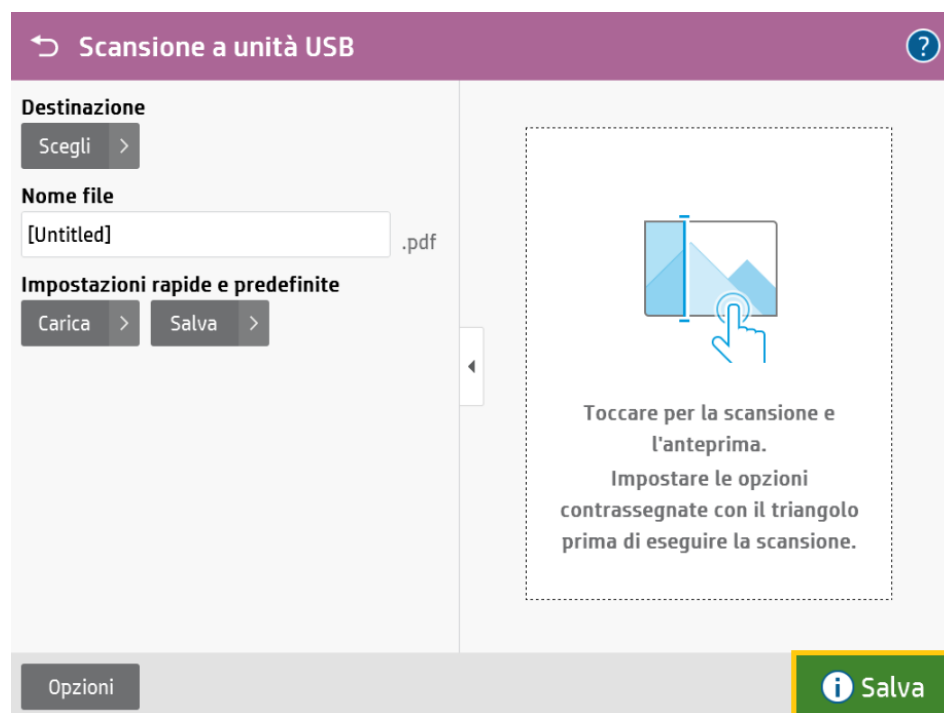 Scansione a unità USB
?
Destinazione
Scegli >
Nome file
[Untitled] .pdf
Impostazioni rapide e predefinite
Carica > Salva >
Toccare per la scansione e
l'anteprima.
Impostare le opzioni
contrassegnate con il triangolo
prima di eseguire la scansione.
Opzioni
i Salva